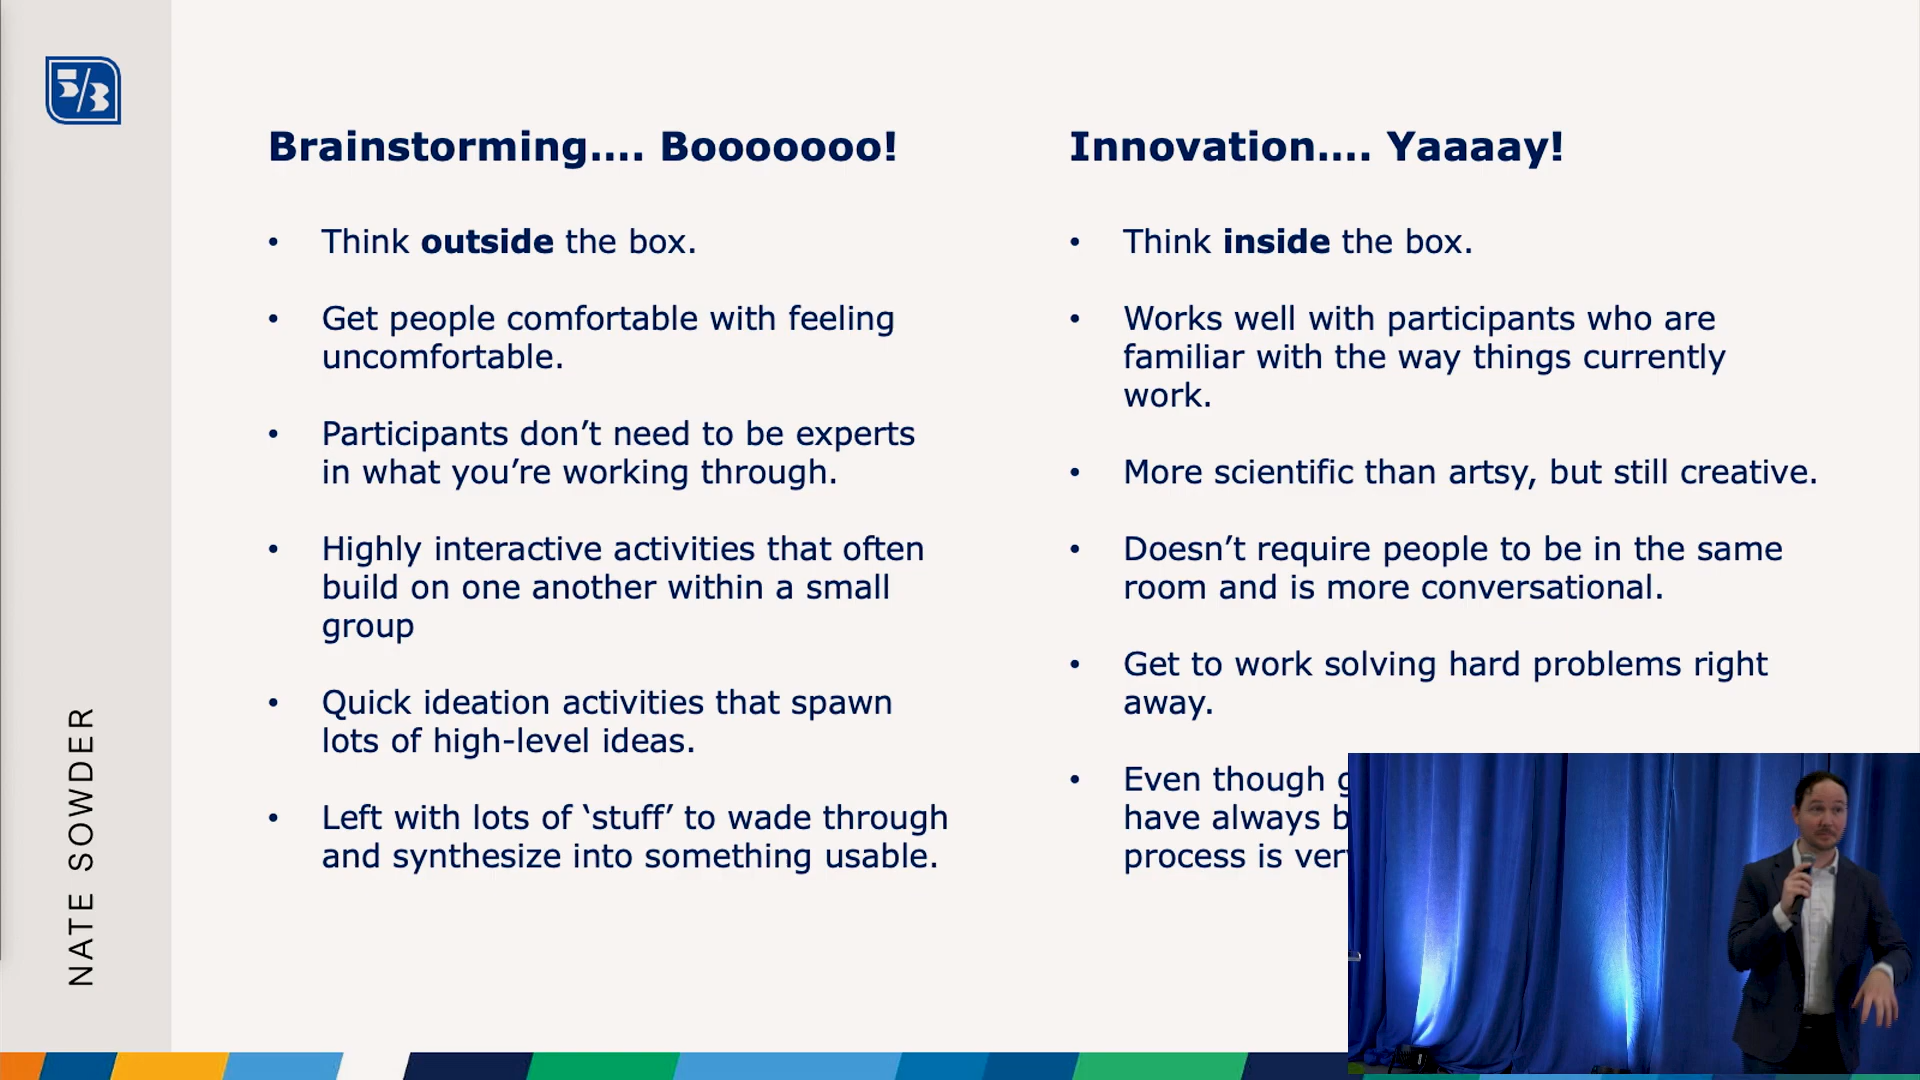 5/3
Brainstorming.... Booooooo!
• Think outside the box.
• Get people comfortable with feeling
uncomfortable.
• Participants don’t need to be experts
in what you’re working through.
• Highly interactive activities that often
build on one another within a small
group
• Quick ideation activities that spawn
lots of high-level ideas.
• Left with lots of ‘stuff’ to wade through
and synthesize into something usable.
Innovation.... Yaaaay!
• Think inside the box.
• Works well with participants who are
familiar with the way things currently
work.
• More scientific than artsy, but still creative.
• Doesn’t require people to be in the same
room and is more conversational.
• Get to work solving hard problems right
away.
• Even though
have always
process is
NATE SOWDER